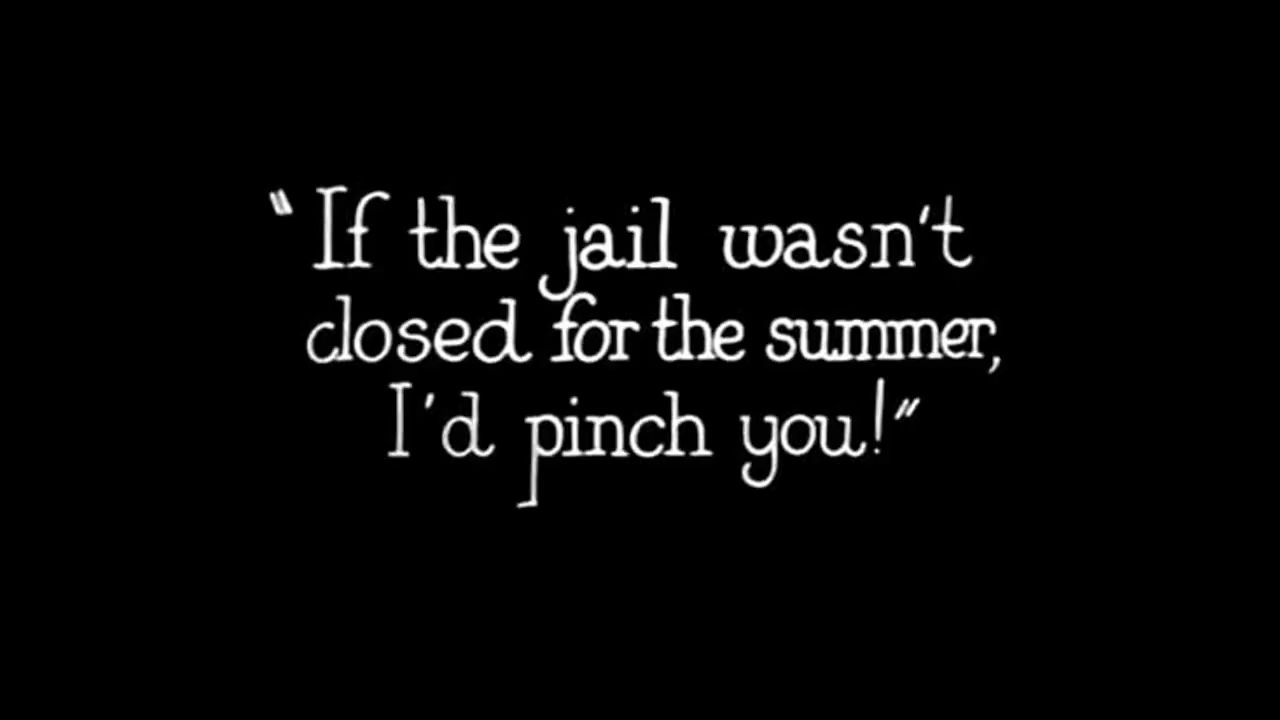 "If the jail wasn't
closed for the summer,
I'd pinch you!"